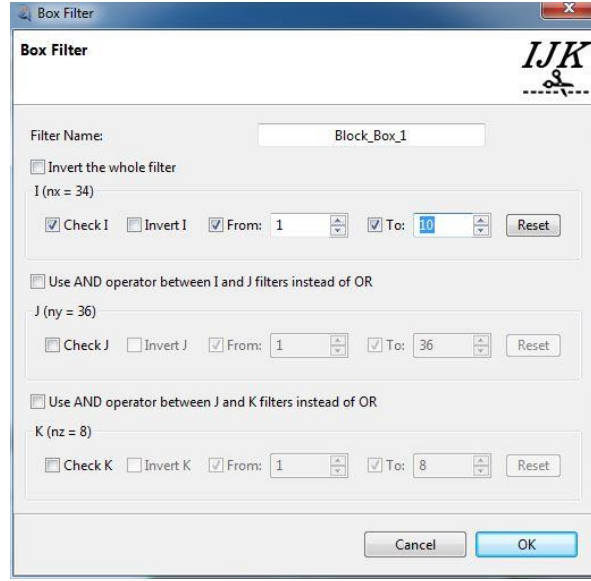 Box Filter
X
Box Filter
IJK
Filter Name: Block_Box_1
Invert the whole filter
I (nx = 34)
Check I Invert I From: 1 To: 10 Reset
Use AND operator between I and J filters instead of OR
J (ny = 36)
Check J Invert J From: 1 To: 36 Reset
Use AND operator between J and K filters instead of OR
K (nz = 8)
Check K Invert K From: 1 To: 8 Reset
Cancel OK